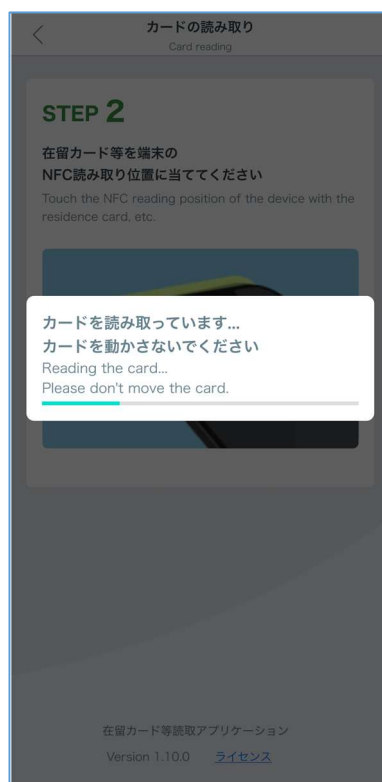 カードの読み取り
Card reading
STEP 2
在留カード等を端末の
NFC読み取り位置に当ててください
Touch the NFC reading position of the device with the
residence card, etc.
カードを読み取っています...
カードを動かさないでください
Reading the card...
Please don't move the card.
在留カード等読取アプリケーション
Version 1.10.0 ライセンス